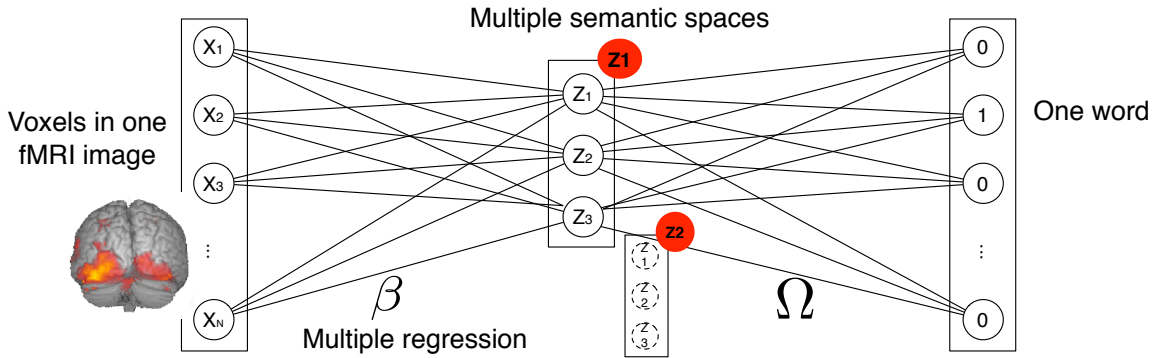 Multiple semantic spaces
Voxels in one
fMRI image
X1
X2
X3
...
XN
Z1
Z1
Z2
Z3
Z2
Z
1
Z
2
Z
3
β
Multiple regression
Ω
0
1
0
...
0
One word